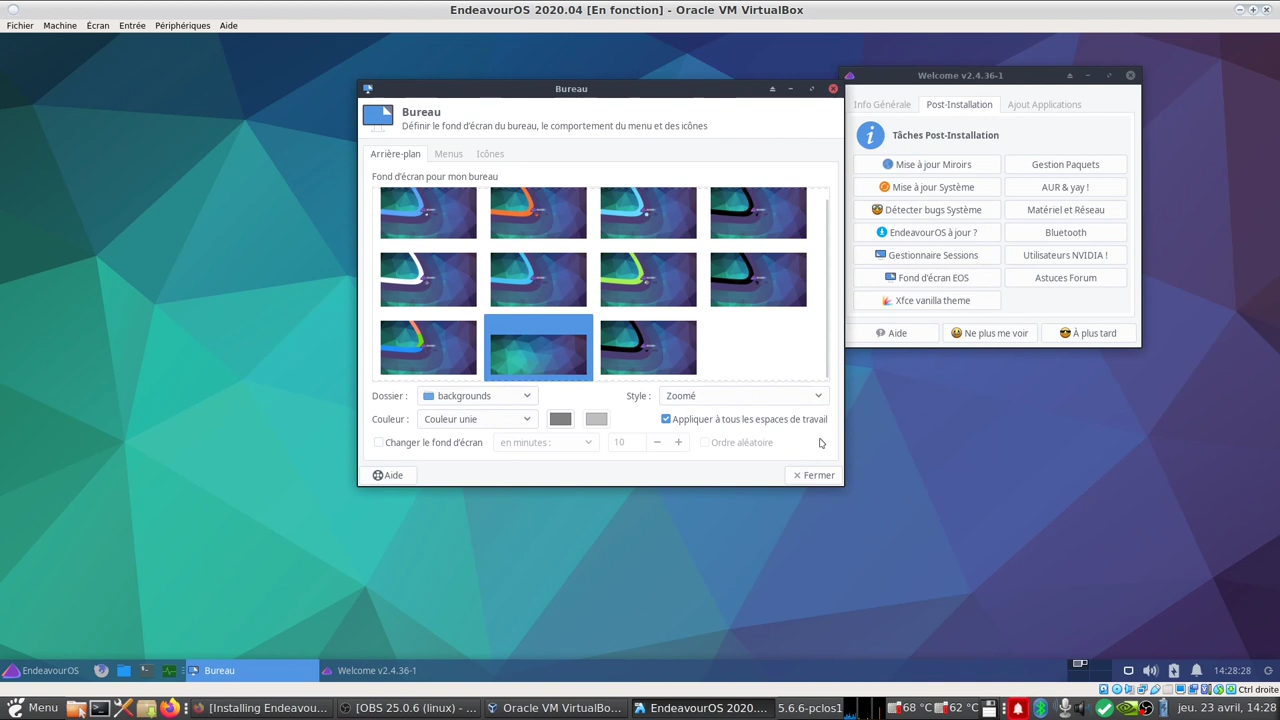 EndeavourOS 2020.04 [En fonction] - Oracle VM VirtualBox
Fichier Machine Écran Entrée Périphériques Aide
Welcome v2.4.36-1
Bureau
Info Générale Post-Installation Ajout Applications
Bureau
Définir le fond d'écran du bureau, le comportement du menu et des icônes
Tâches Post-Installation
Arrière-plan Menus Icônes
Mise à jour Miroirs Gestion Paquets
Fond d'écran pour mon bureau
Mise à jour Système AUR & yay !
Détecter bugs Système Matériel et Réseau
EndeavourOS à jour ? Bluetooth
Gestionnaire Sessions Utilisateurs NVIDIA !
Fond d'écran EOS Astuces Forum
Xfce vanilla theme
Aide Ne plus me voir À plus tard
Dossier : backgrounds Style : Zoomé
Couleur : Couleur unie Appliquer à tous les espaces de travail
Changer le fond d'écran en minutes : 10 Ordre aléatoire
Aide Fermer
EndeavourOS Bureau Welcome v2.4.36-1 14:28:28
Ctrl droite
Menu [Installing Endeavou... [OBS 25.0.6 (linux) - ... Oracle VM VirtualBo... EndeavourOS 2020.... 5.6.6-pclos1 68 °C 62 °C jeu. 23 avril, 14:28